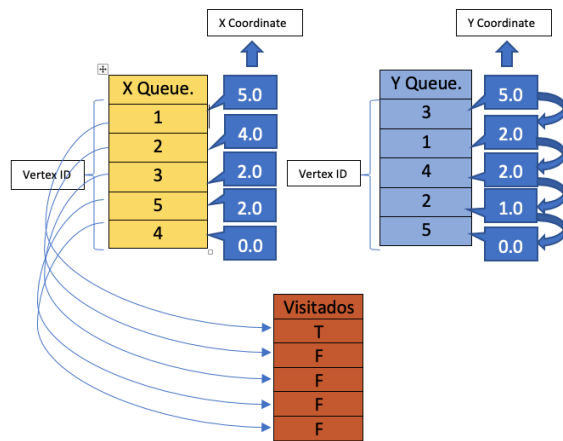 X Coordinate
Y Coordinate
X Queue.
1
2
3
5
4
5.0
4.0
2.0
2.0
0.0
Vertex ID
Y Queue.
3
1
4
2
5
5.0
2.0
2.0
1.0
0.0
Vertex ID
Visitados
T
F
F
F
F